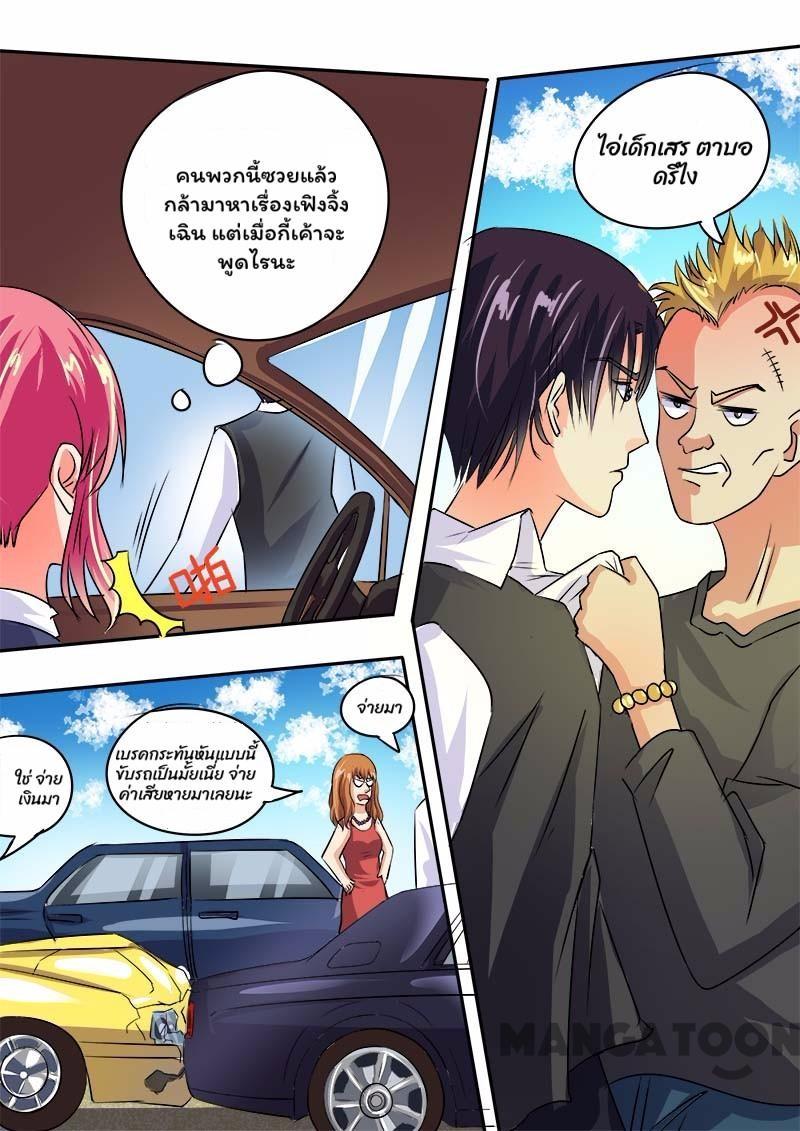 คนพวกนี้ซวยแล้ว
กล้ามาหาเรื่องเฟิงจิ้ง
เฉิน แต่เมื่อกี้เค้าจะ
พูดไรนะ
啪
ไอ่เด็กเสร ตาบอ
ดรึไง
ใช่ จ่าย
เงินมา
เบรคกระทันหันแบบนี้
ขับรถเป็นมั้ยเนี่ย จ่าย
ค่าเสียหายมาเลยนะ
จ่ายมา
MANGATOON